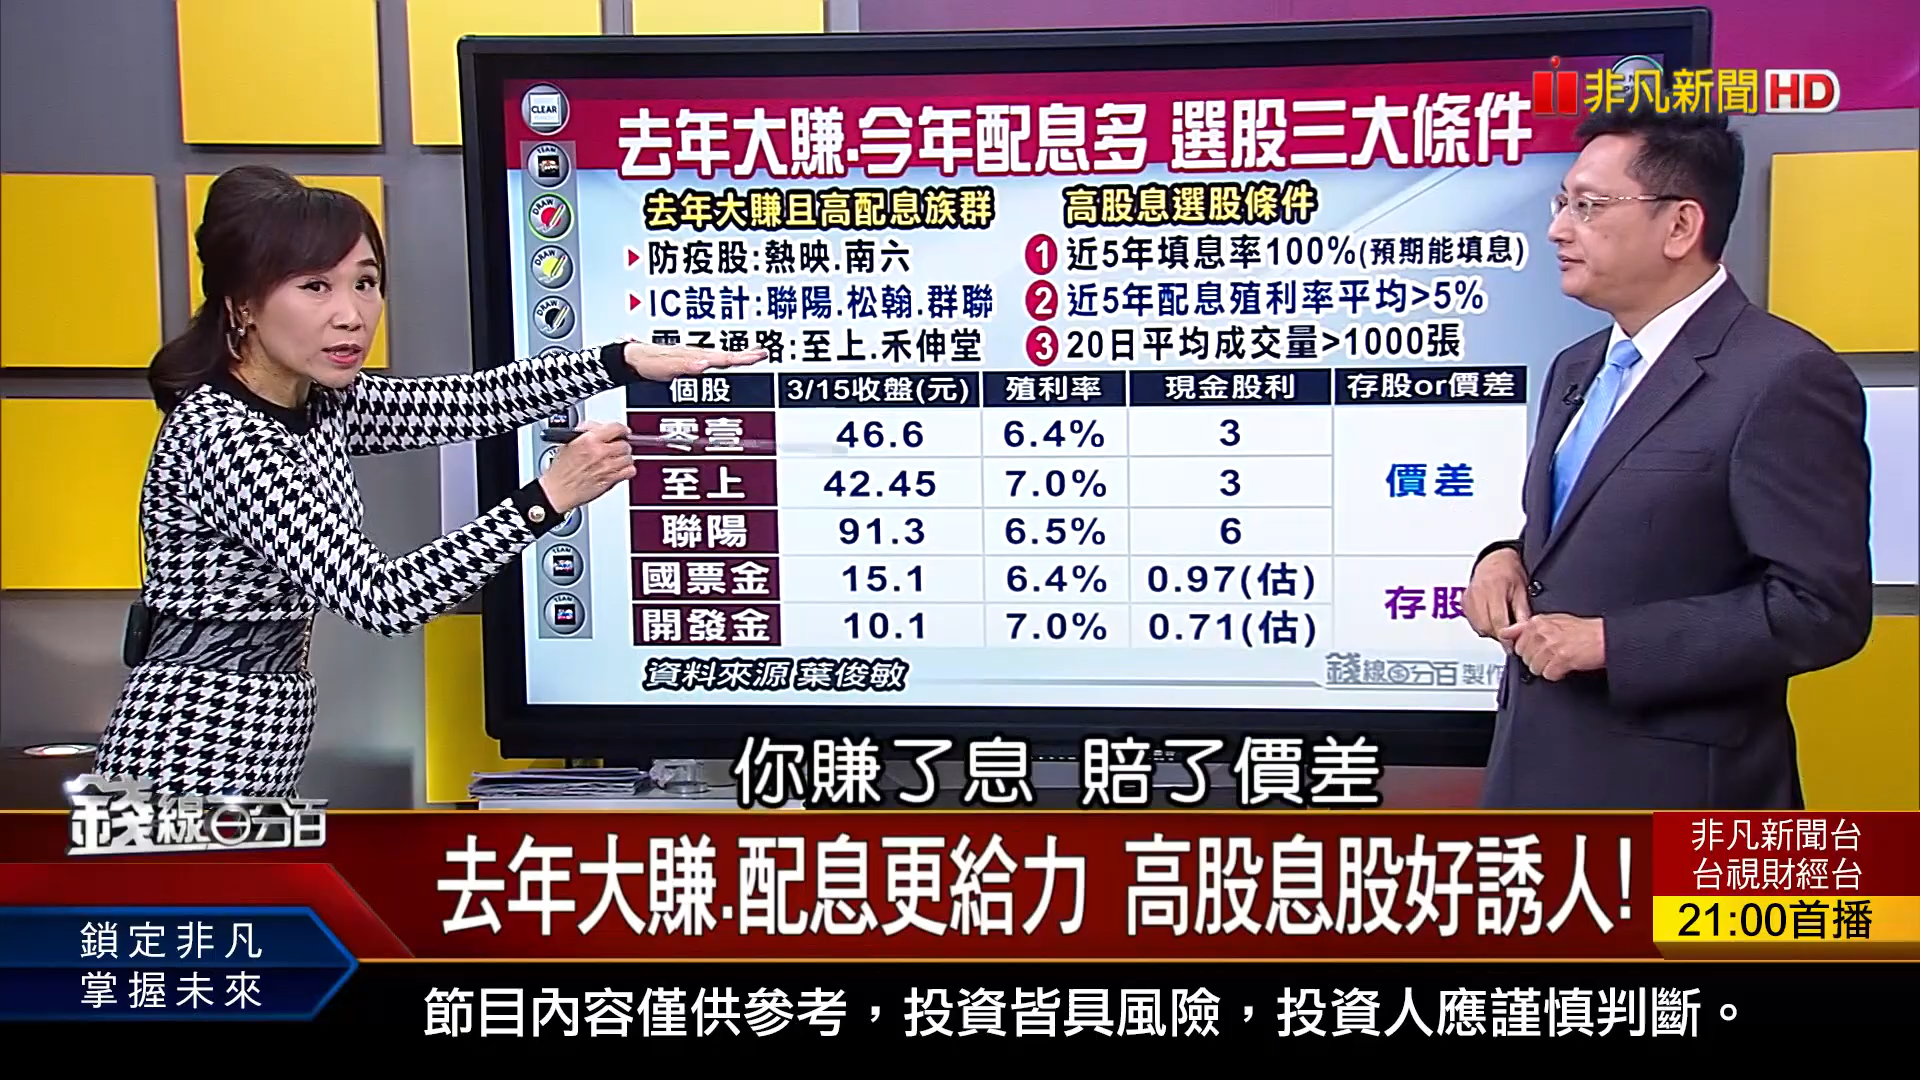 非凡新聞HD
去年大賺.今年配息多 選股三大條件
CLEAR
TEAM
DRAW
DRAW
DRAW
TEAM
TEAM
去年大賺且高配息族群
防疫股:熱映.南六
IC設計:聯陽.松翰.群聯
電子通路:至上.禾伸堂
高股息選股條件
1 近5年填息率100%(預期能填息)
2 近5年配息殖利率平均>5%
3 20日平均成交量>1000張
個股 3/15收盤(元) 殖利率 現金股利 存股or價差
零壹 46.6 6.4% 3
至上 42.45 7.0% 3 價差
聯陽 91.3 6.5% 6
國票金 15.1 6.4% 0.97(估)
存股
開發金 10.1 7.0% 0.71(估)
資料來源 葉俊敏
錢線百分百 製作
你賺了息 賠了價差
錢線百分百
去年大賺.配息更給力 高股息股好誘人!
非凡新聞台
台視財經台
21:00首播
鎖定非凡
掌握未來
節目內容僅供參考，投資皆具風險，投資人應謹慎判斷。